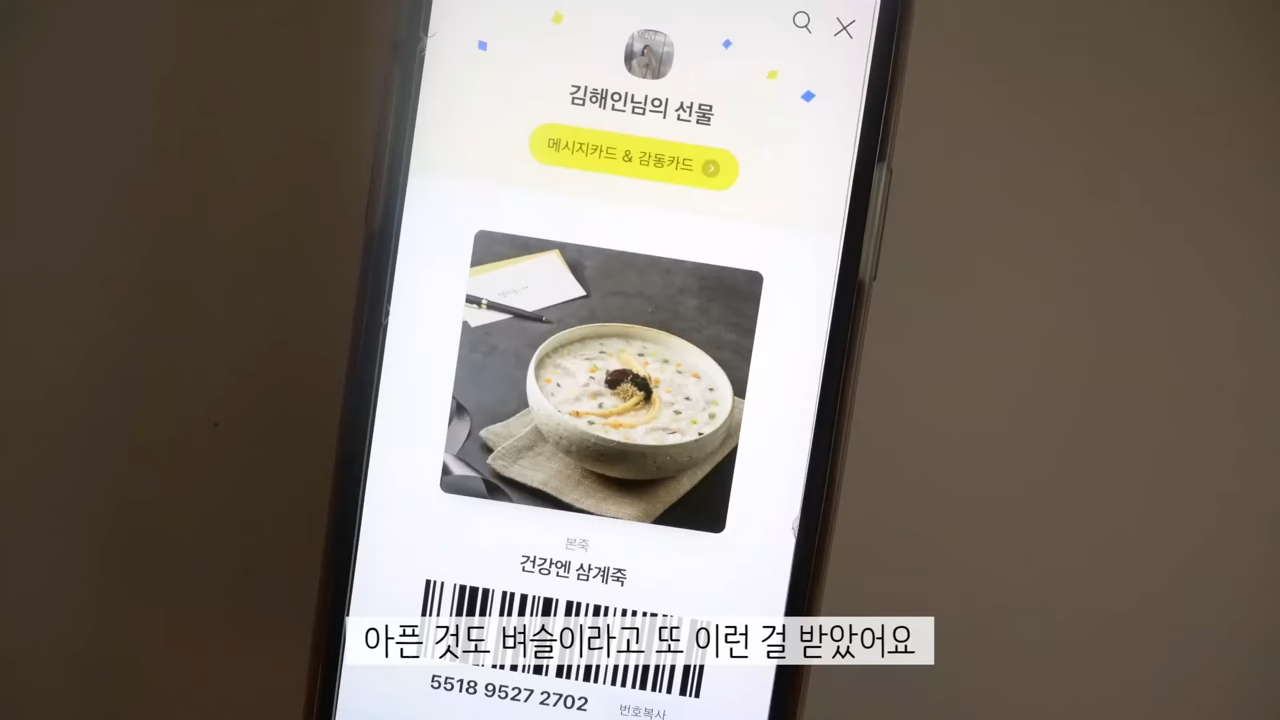 김해인님의 선물
메시지카드 & 감동카드
본죽
건강엔 삼계죽
아픈 것도 벼슬이라고 또 이런 걸 받았어요
5518 9527 2702
번호복사